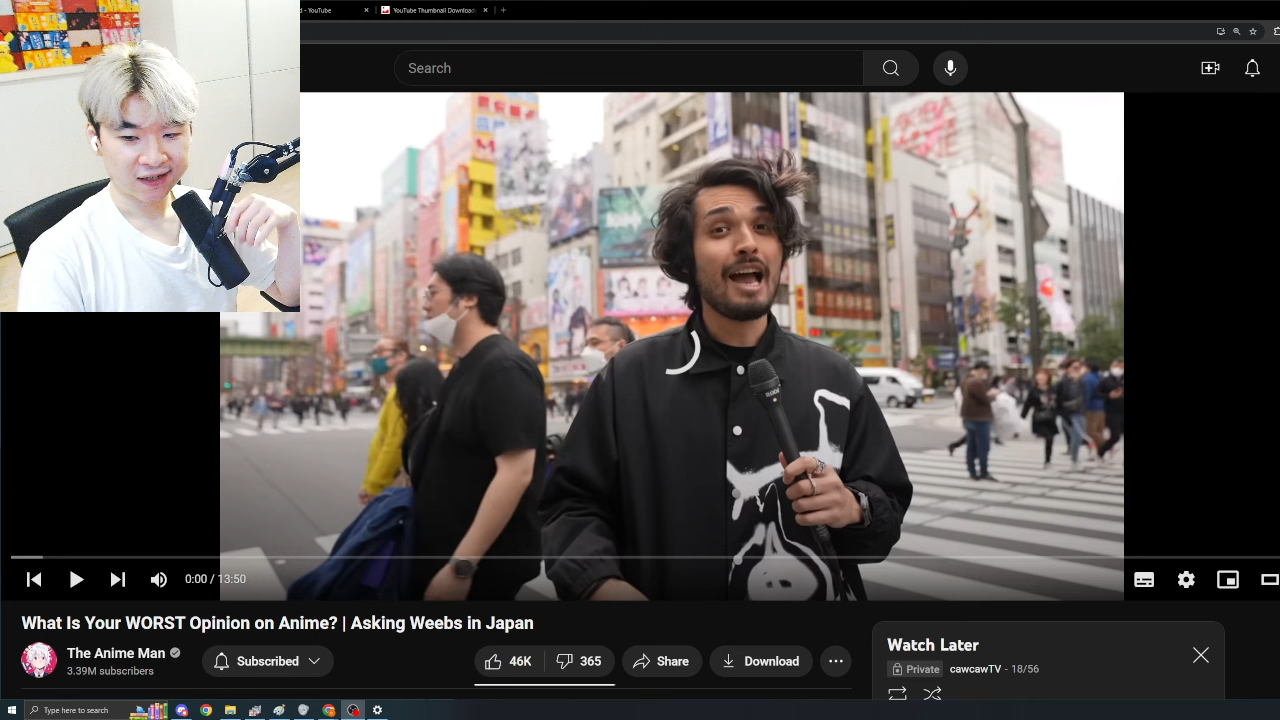 d - YouTube
YouTube Thumbnail Download
Search
0:00 / 13:50
What Is Your WORST Opinion on Anime? | Asking Weebs in Japan
The Anime Man
3.39M subscribers
Subscribed
46K
365
Share
Download
Watch Later
Private
cawcawTV - 18/56
Type here to search